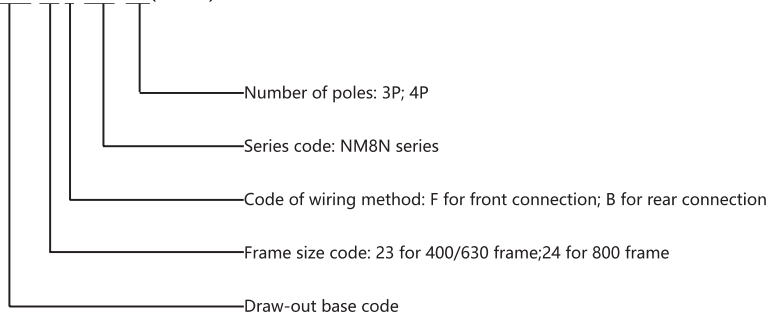 Number of poles: 3P; 4P
Series code: NM8N series
Code of wiring method: F for front connection; B for rear connection
Frame size code: 23 for 400/630 frame;24 for 800 frame
Draw-out base code